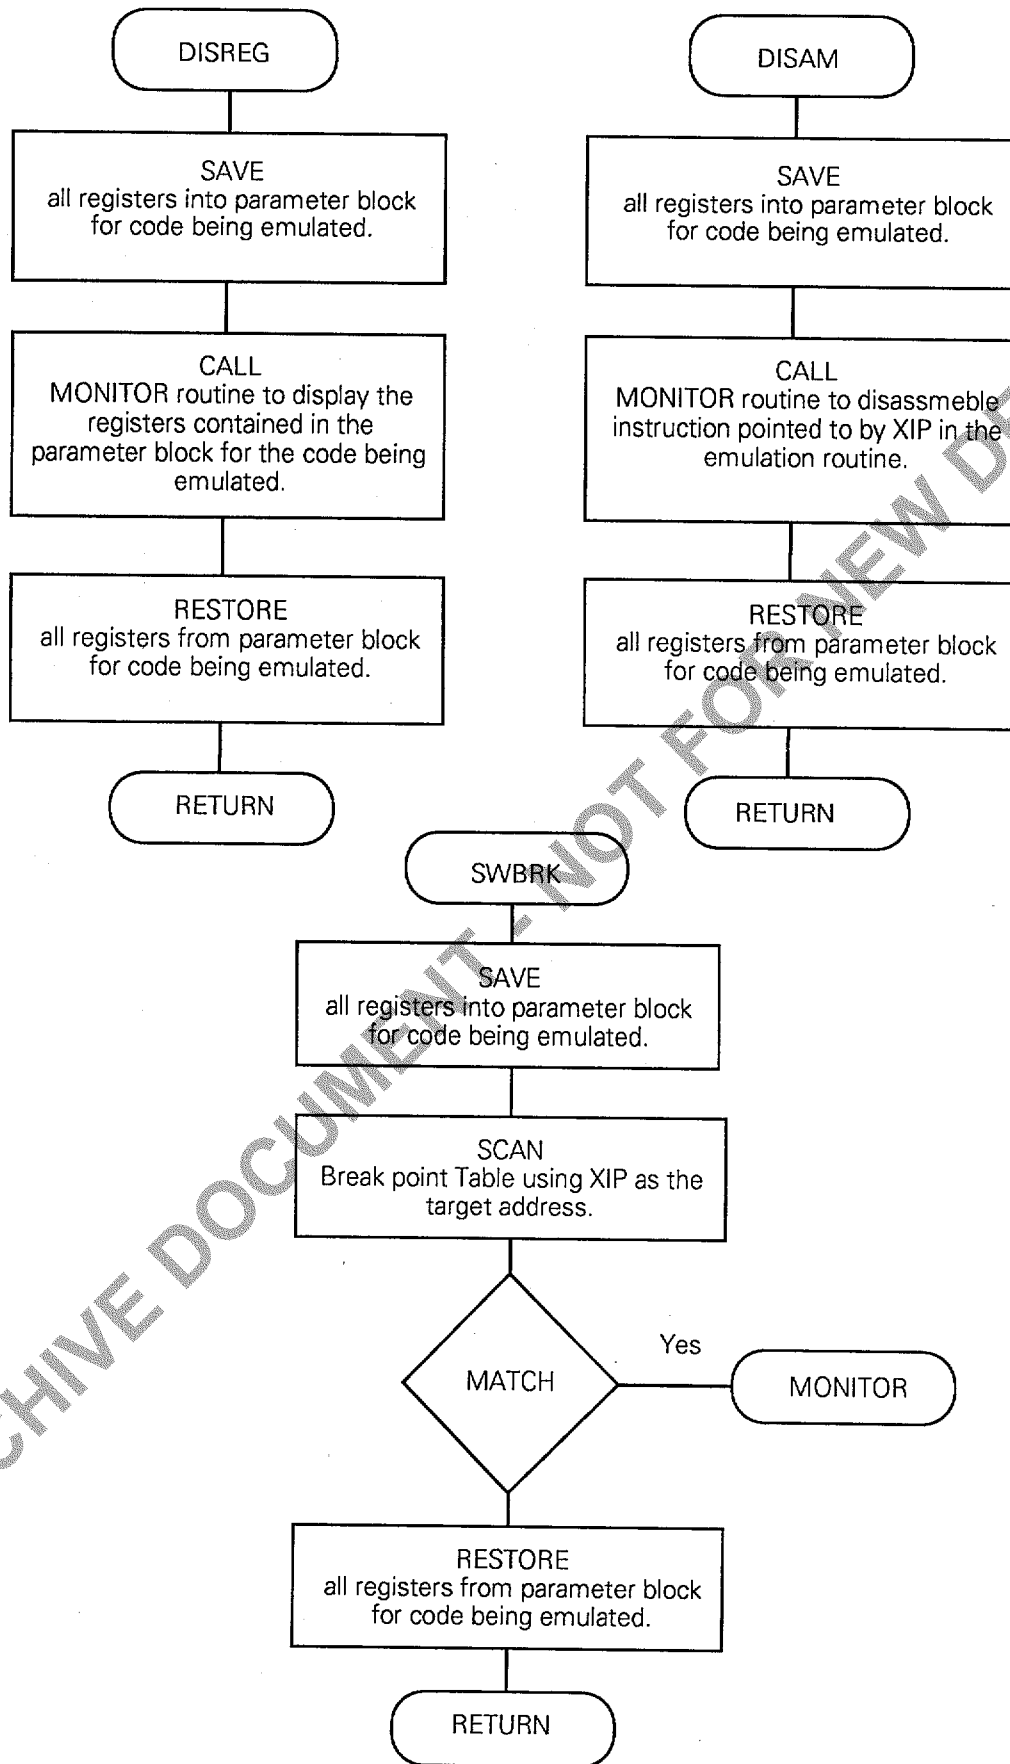 DISREG
SAVE
all registers into parameter block
for code being emulated.
CALL
MONITOR routine to display the
registers contained in the
parameter block for the code being
emulated.
RESTORE
all registers from parameter block
for code being emulated.
RETURN
DISAM
SAVE
all registers into parameter block
for code being emulated.
CALL
MONITOR routine to disassmeble
instruction pointed to by XIP in the
emulation routine.
RESTORE
all registers from parameter block
for code being emulated.
RETURN
SWBRK
SAVE
all registers into parameter block
for code being emulated.
SCAN
Break point Table using XIP as the
target address.
MATCH
Yes
MONITOR
RESTORE
all registers from parameter block
for code being emulated.
RETURN
CHIVE DOCUMENT - NOT FOR NEW DE